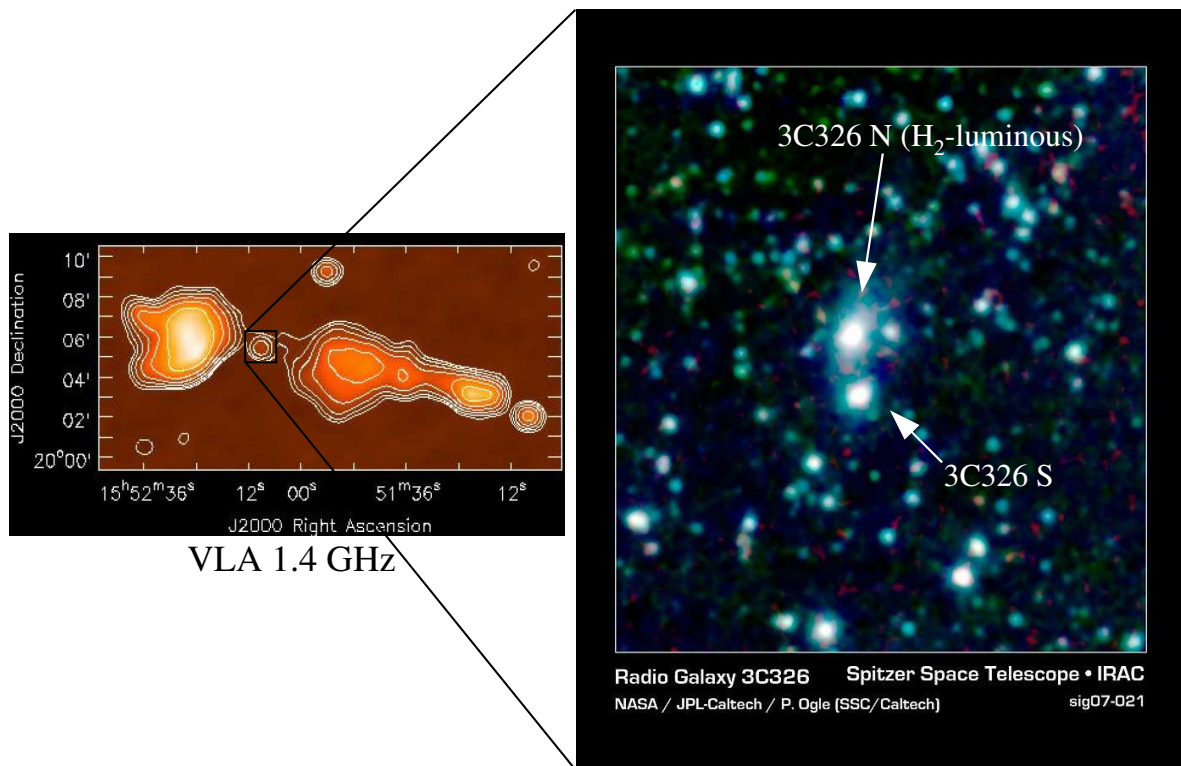 3C326 N (H₂-luminous)
3C326 S
10'
08'
06'
04'
02'
20⁰00'
J2000 Declination
15ʰ52ᵐ36ˢ 12ˢ 00ˢ 51ᵐ36ˢ 12ˢ
J2000 Right Ascension
VLA 1.4 GHz
Radio Galaxy 3C326 Spitzer Space Telescope • IRAC
NASA / JPL-Caltech / P. Ogle (SSC/Caltech) sig07-021